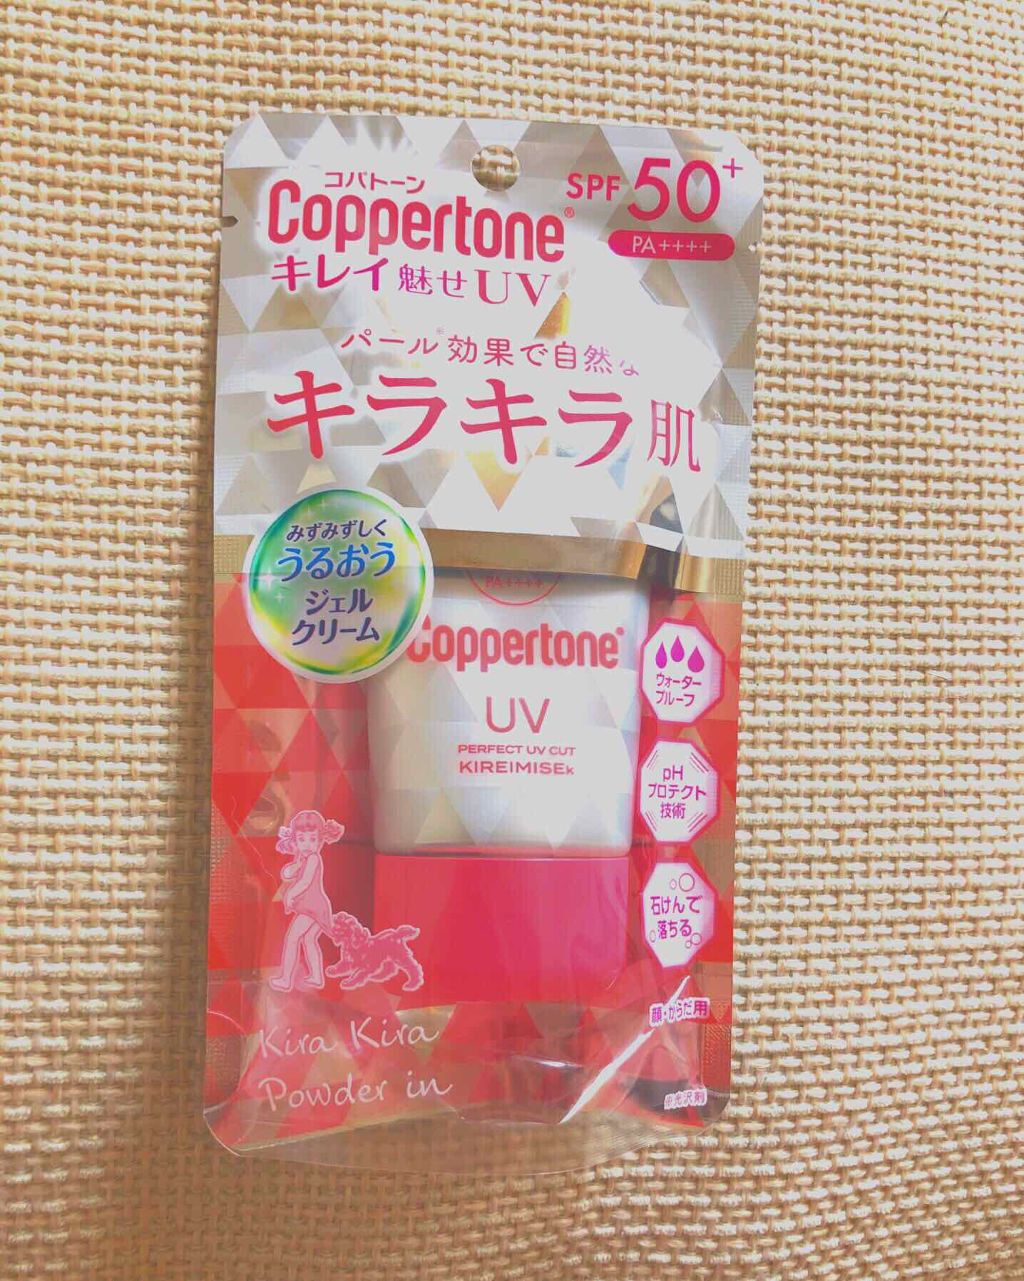 コパトーン
Coppertone®
キレイ魅せUV
SPF 50+
PA++++
パール※効果で自然な
キラキラ肌
みずみずしく
うるおう
ジェル
クリーム
PA++++
Coppertone®
UV
PERFECT UV CUT
KIREIMISEk
ウォーター
プルーフ
pH
プロテクト
技術
石けんで
落ちる
顔・からだ用
Kira Kira
Powder in
※光沢剤